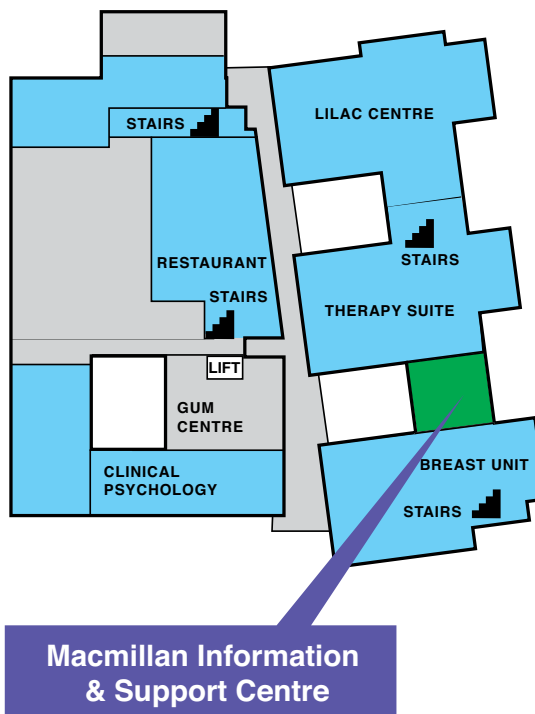 STAIRS
LILAC CENTRE
RESTAURANT
STAIRS
STAIRS
THERAPY SUITE
LIFT
GUM
CENTRE
CLINICAL
PSYCHOLOGY
BREAST UNIT
STAIRS
Macmillan Information
& Support Centre